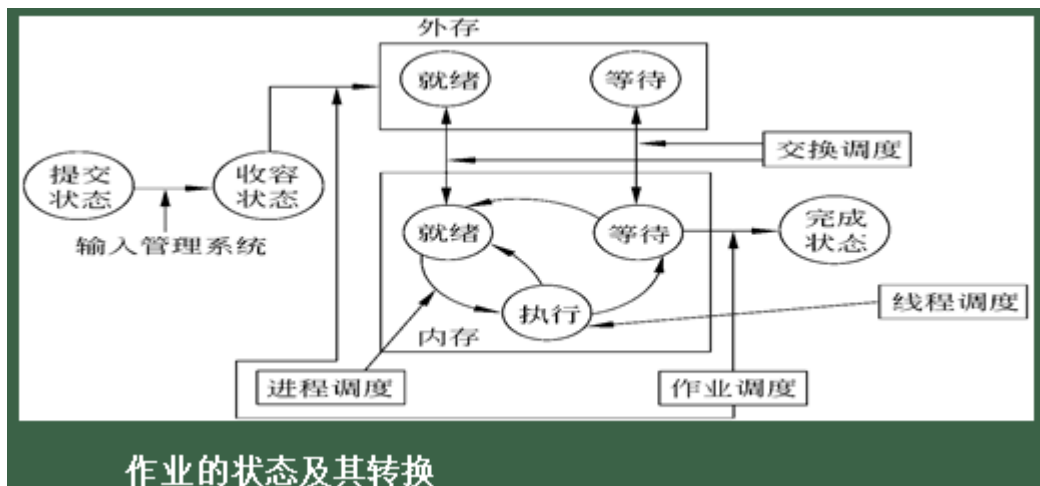 外存
就绪
等待
交换调度
提交
状态
收容
状态
输入管理系统
就绪
等待
完成
状态
执行
线程调度
内存
进程调度
作业调度
作业的状态及其转换